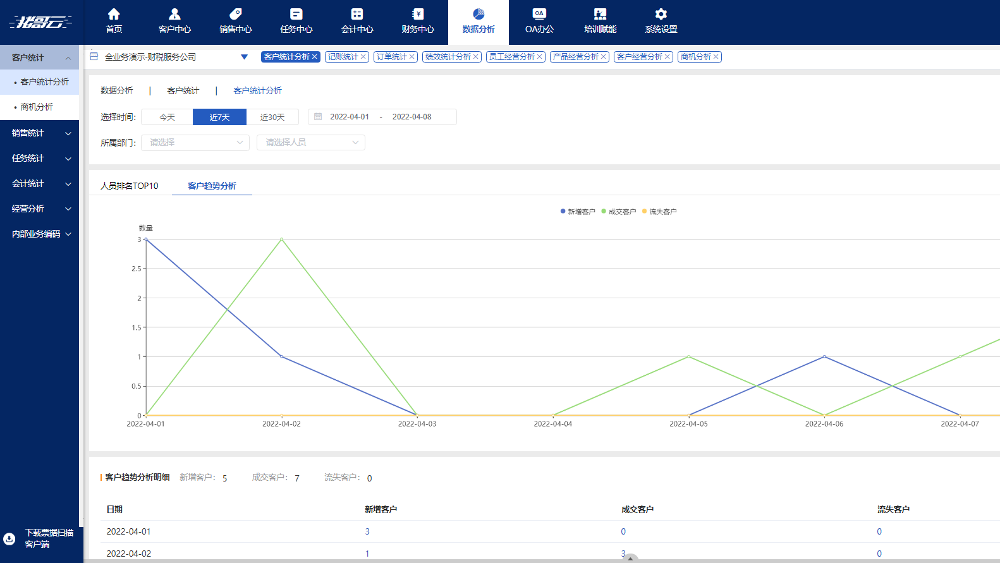 猪哥云
首页
客户中心
销售中心
任务中心
会计中心
财务中心
数据分析
OA
OA办公
培训赋能
系统设置
客户统计
客户统计分析
商机分析
销售统计
任务统计
会计统计
经营分析
内部业务编码
下载票据扫描
客户端
全业务演示-财税服务公司
客户统计分析
记账统计
订单统计
绩效统计分析
员工经营分析
产品经营分析
客户经营分析
商机分析
数据分析 | 客户统计 | 客户统计分析
选择时间: 今天 近7天 近30天 2022-04-01 - 2022-04-08
所属部门: 请选择 请选择人员
人员排名TOP10 客户趋势分析
新增客户 成交客户 流失客户
数量
3
2.5
2
1.5
1
0.5
0
2022-04-01 2022-04-02 2022-04-03 2022-04-04 2022-04-05 2022-04-06 2022-04-07
客户趋势分析明细 新增客户: 5 成交客户: 7 流失客户: 0
日期 新增客户 成交客户 流失客户
2022-04-01 3 0 0
2022-04-02 1 3 0